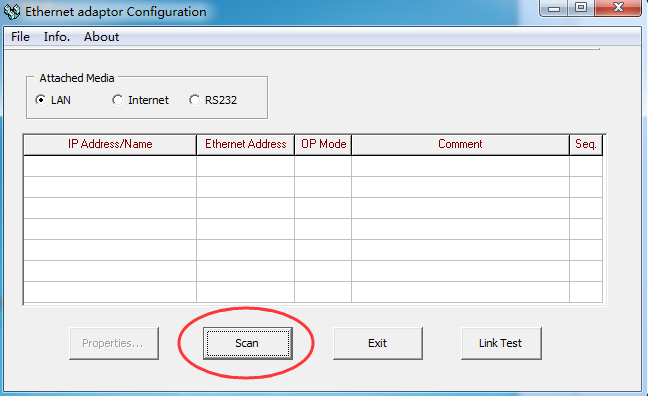 Ethernet adaptor Configuration
File Info. About
Attached Media
LAN Internet RS232
IP Address/Name Ethernet Address OP Mode Comment Seq.
Properties... Scan Exit Link Test